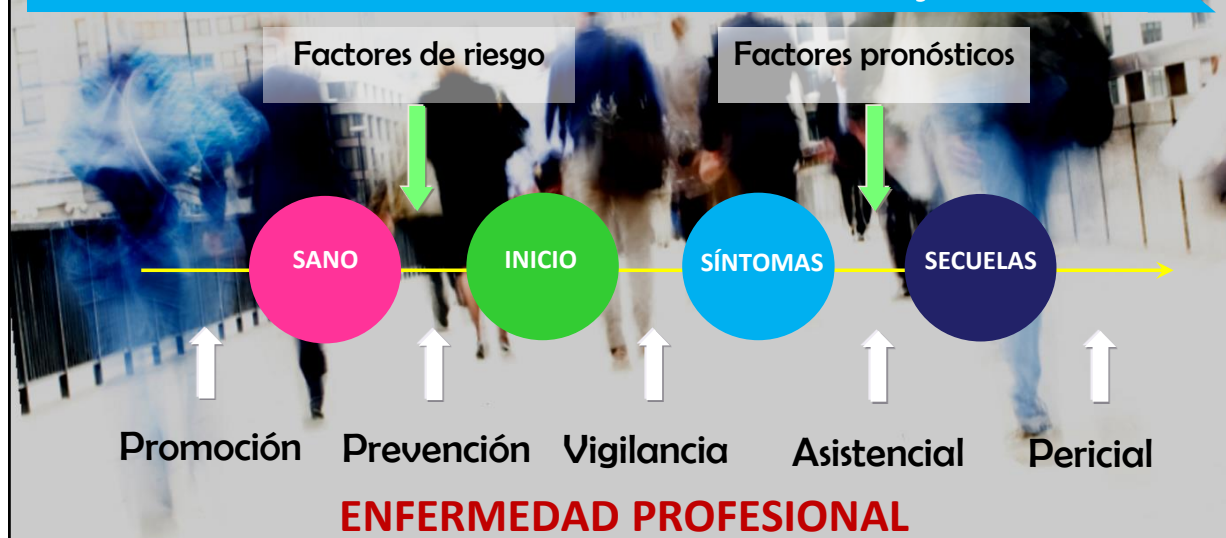 Factores de riesgo
Factores pronósticos
SANO
INICIO
SÍNTOMAS
SECUELAS
Promoción
Prevención
Vigilancia
Asistencial
Pericial
ENFERMEDAD PROFESIONAL